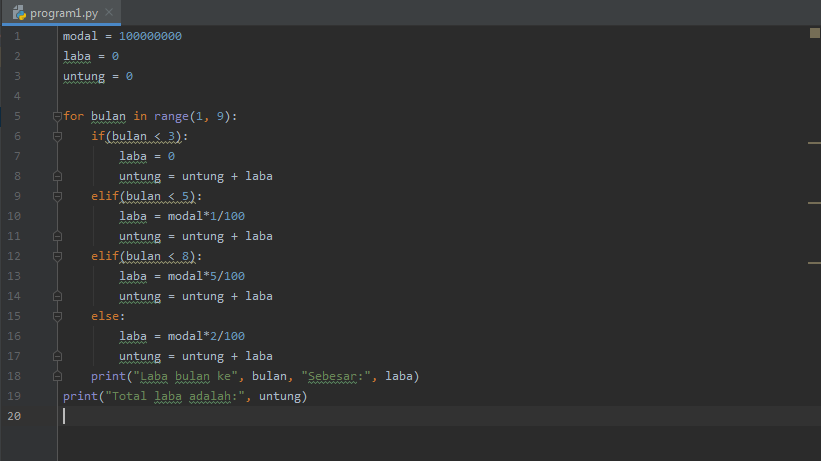 program1.py
1 modal = 100000000
2 laba = 0
3 untung = 0
4
5 for bulan in range(1, 9):
6     if(bulan < 3):
7         laba = 0
8         untung = untung + laba
9     elif(bulan < 5):
10         laba = modal*1/100
11         untung = untung + laba
12     elif(bulan < 8):
13         laba = modal*5/100
14         untung = untung + laba
15     else:
16         laba = modal*2/100
17         untung = untung + laba
18     print("Laba bulan ke", bulan, "Sebesar:", laba)
19 print("Total laba adalah:", untung)
20